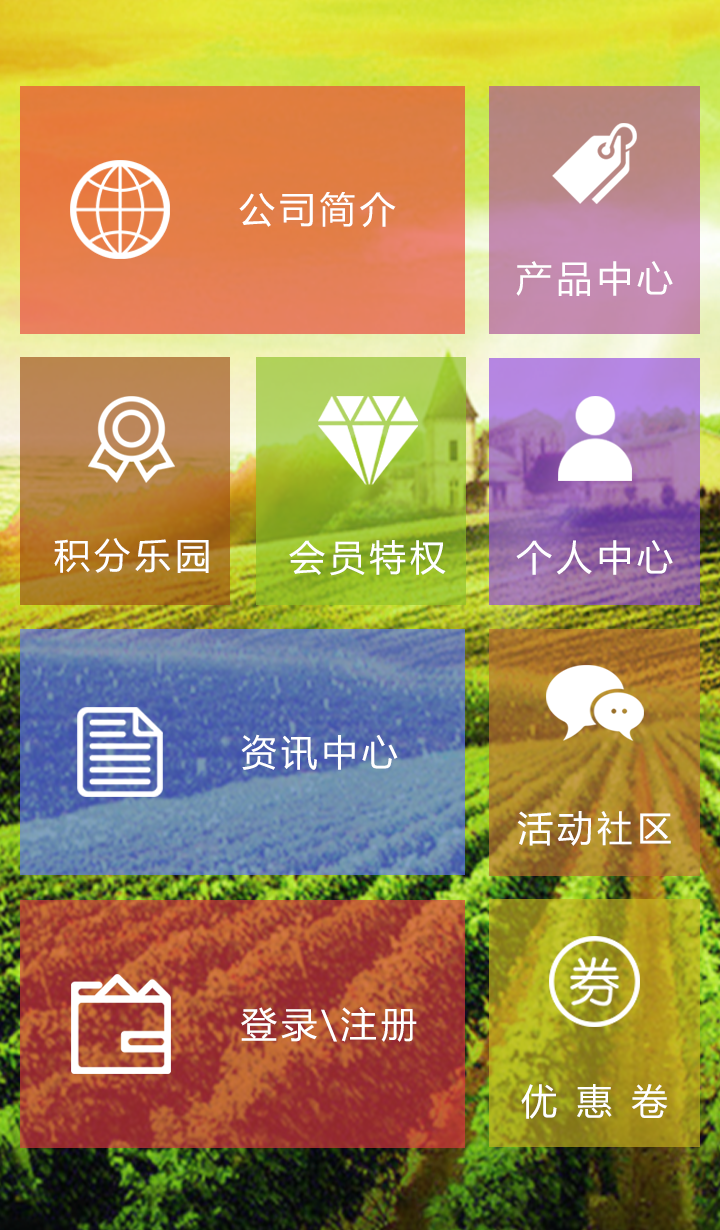 公司简介
产品中心
积分乐园
会员特权
个人中心
资讯中心
活动社区
登录\注册
券
优 惠 卷